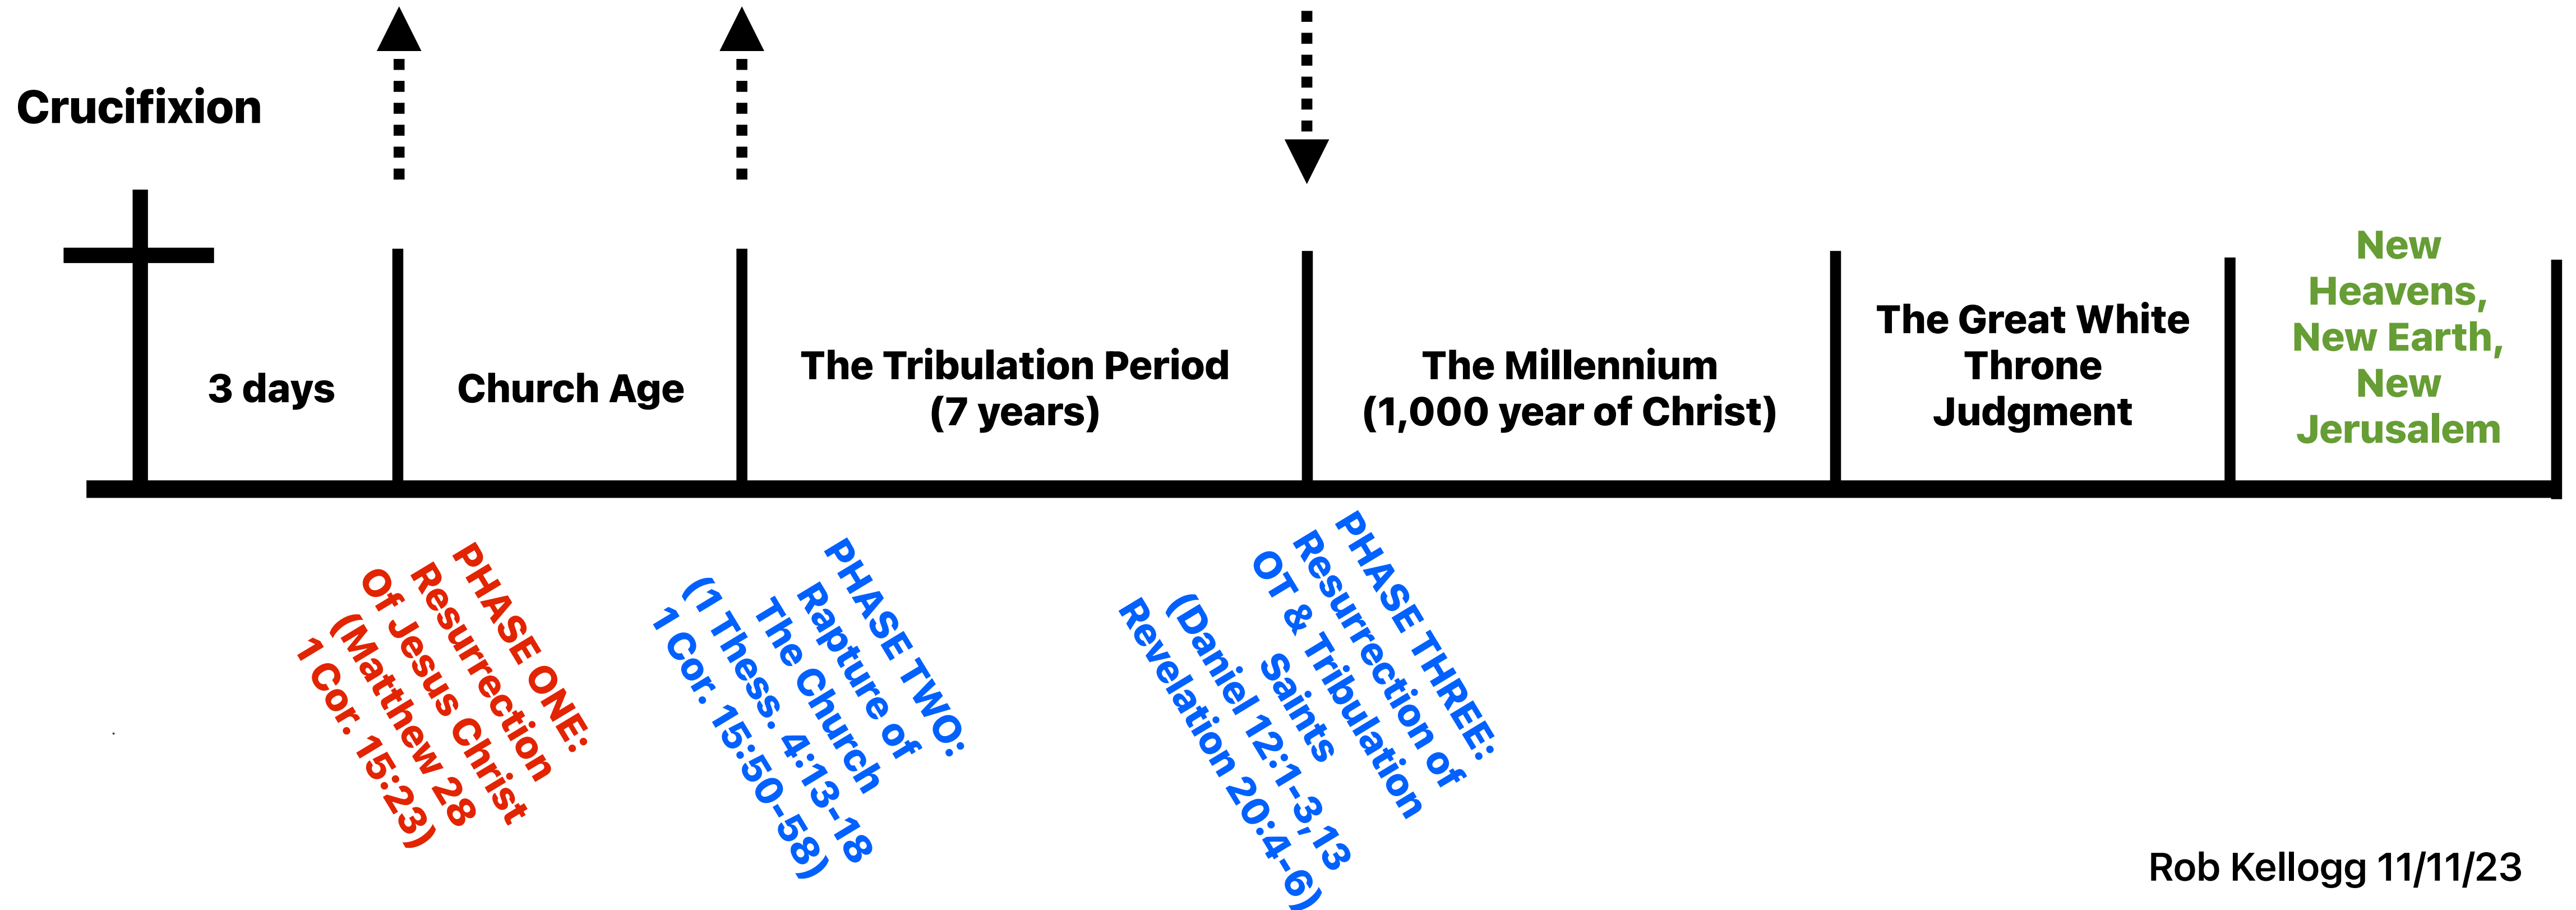 Crucifixion
3 days
Church Age
The Tribulation Period
(7 years)
The Millennium
(1,000 year of Christ)
The Great White
Throne
Judgment
New
Heavens,
New Earth,
New
Jerusalem
PHASE ONE:
Resurrection
Of Jesus Christ
(Matthew 28
1 Cor. 15:23)
PHASE TWO:
Rapture of
The Church
(1 Thess. 4:13-18
1 Cor. 15:50-58)
PHASE THREE:
Resurrection of
OT & Tribulation
Saints
(Daniel 12:1-3,13
Revelation 20:4-6)
Rob Kellogg 11/11/23